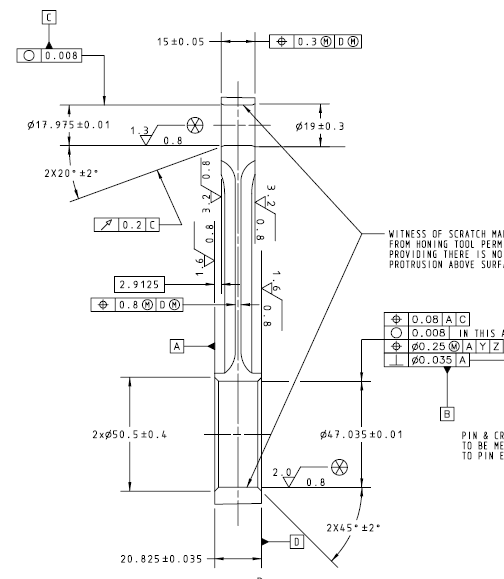 C
15±0.05
⌖ 0.3 Ⓜ D Ⓜ
○ 0.008
ø17.975±0.01
1.3
0.8
ø19±0.3
2X20°±2°
0.8
3.2
3.2
0.8
↗ 0.2 C
0.8
1.6
WITNESS OF SCRATCH MA
FROM HONING TOOL PERM
PROVIDING THERE IS NO
PROTRUSION ABOVE SURF
2.9125
1.6
0.8
⌖ 0.8 Ⓜ D Ⓜ
⌖ 0.08 A C
○ 0.008 IN THIS A
⌖ ø0.25 Ⓜ A Y Z
⊥ ø0.035 A
A
B
2xø50.5±0.4
ø47.035±0.01
PIN & CR
TO BE ME
TO PIN E
2.0
0.8
2X45°±2°
D
20.825±0.035